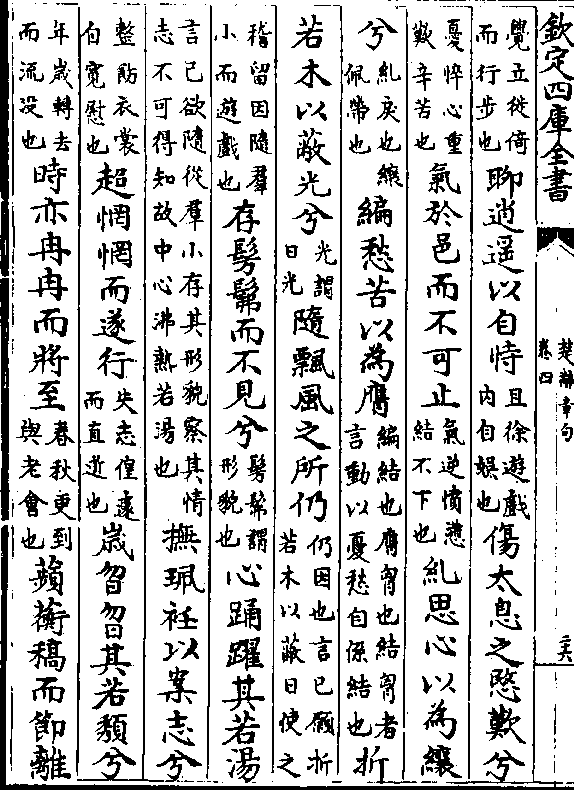 欽定四庫全書
楚辭章句
卷四
二六
覺立徙倚而行步也聊逍遥以自恃且徐遊戲内自娛也傷太息之愍歎兮
憂悴心重歎辛苦也氣於邑而不可止氣逆憤懣結不下也糺思心以為纕
兮糺戾也纕佩帶也編愁苦以為膺編結也膺胷也結胷者言動以憂愁自係結也折
若木以蔽光兮光謂日光隨飄風之所仍仍因也言已願折若木以蔽日使之
稽留因隨羣小而遊戲也存髣髴而不見兮髣髴謂形貌也心踊躍其若湯
言已欲隨從羣小存其形貌察其情志不可得知故中心沸熱若湯也撫珮衽以案志兮
整飭衣裳自寛慰也超惘惘而遂行失志偟遽而直逝也嵗曶曶其若頽兮
年歲轉去而流没也時亦冉冉而將至春秋更到與老會也薠蘅稿而節離